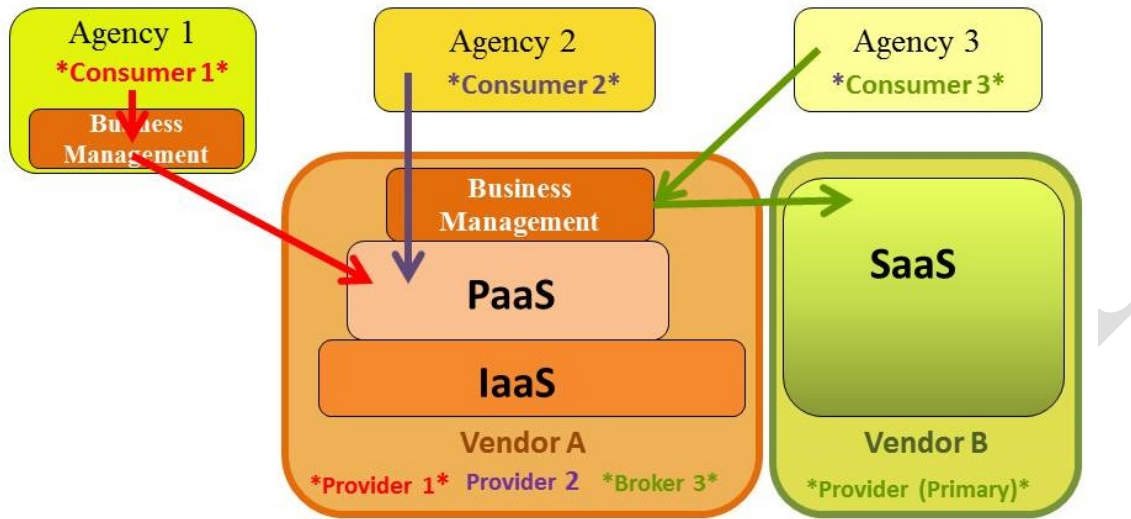 Agency 1
*Consumer 1*
Business
Management
Agency 2
*Consumer 2*
Agency 3
*Consumer 3*
Business
Management
PaaS
IaaS
Vendor A
*Provider 1* Provider 2 *Broker 3*
SaaS
Vendor B
*Provider (Primary)*